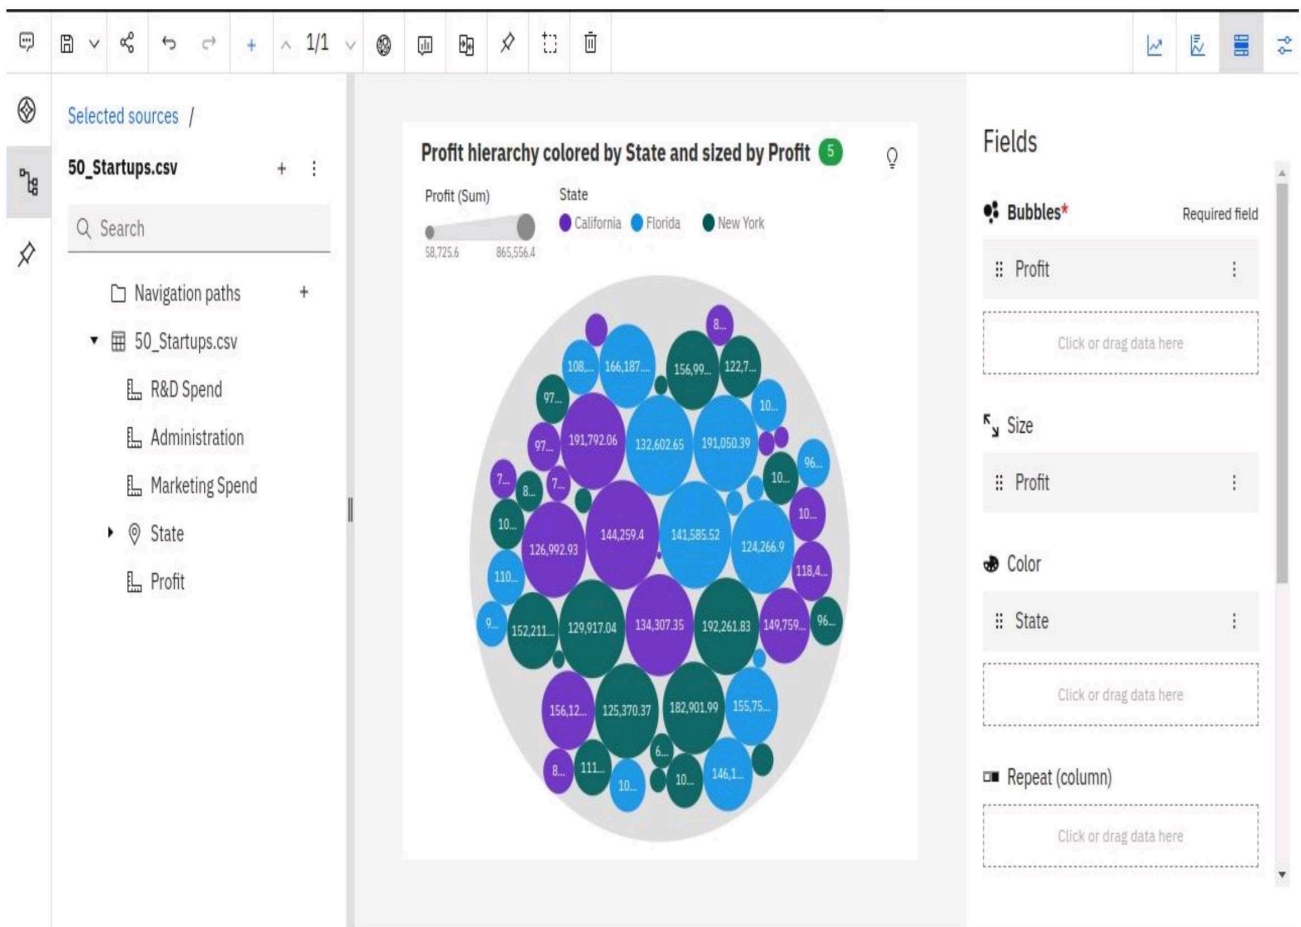 1/1
Selected sources /
50_Startups.csv
Search
Navigation paths
50_Startups.csv
R&D Spend
Administration
Marketing Spend
State
Profit
Profit hierarchy colored by State and sized by Profit 5
Profit (Sum)
58,725.6 865,556.4
State
California Florida New York
8...
108,... 166,187.... 156,99... 122,7...
97... 10...
97... 191,792.06 132,602.65 191,050.39
96...
7... 8... 7... 10...
10... 10...
126,992.93 144,259.4 141,585.52 124,266.9
110... 118,4...
9... 152,211... 129,917.04 134,307.35 192,261.83 149,759... 96...
156,12... 125,370.37 182,901.99 155,75...
6...
8... 111... 10... 10... 146,1...
Fields
Bubbles* Required field
Profit
Click or drag data here
Size
Profit
Color
State
Click or drag data here
Repeat (column)
Click or drag data here